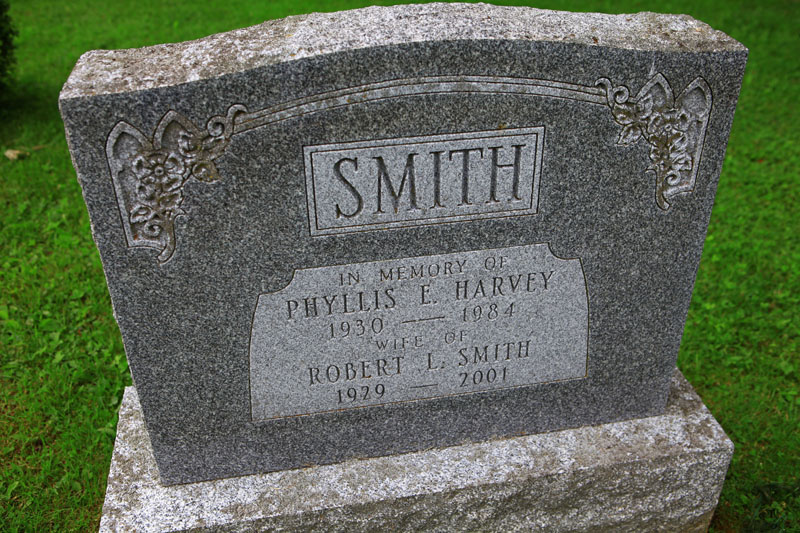 SMITH
IN MEMORY OF
PHYLLIS E. HARVEY
1930 — 1984
WIFE OF
ROBERT L. SMITH
1929 — 2001